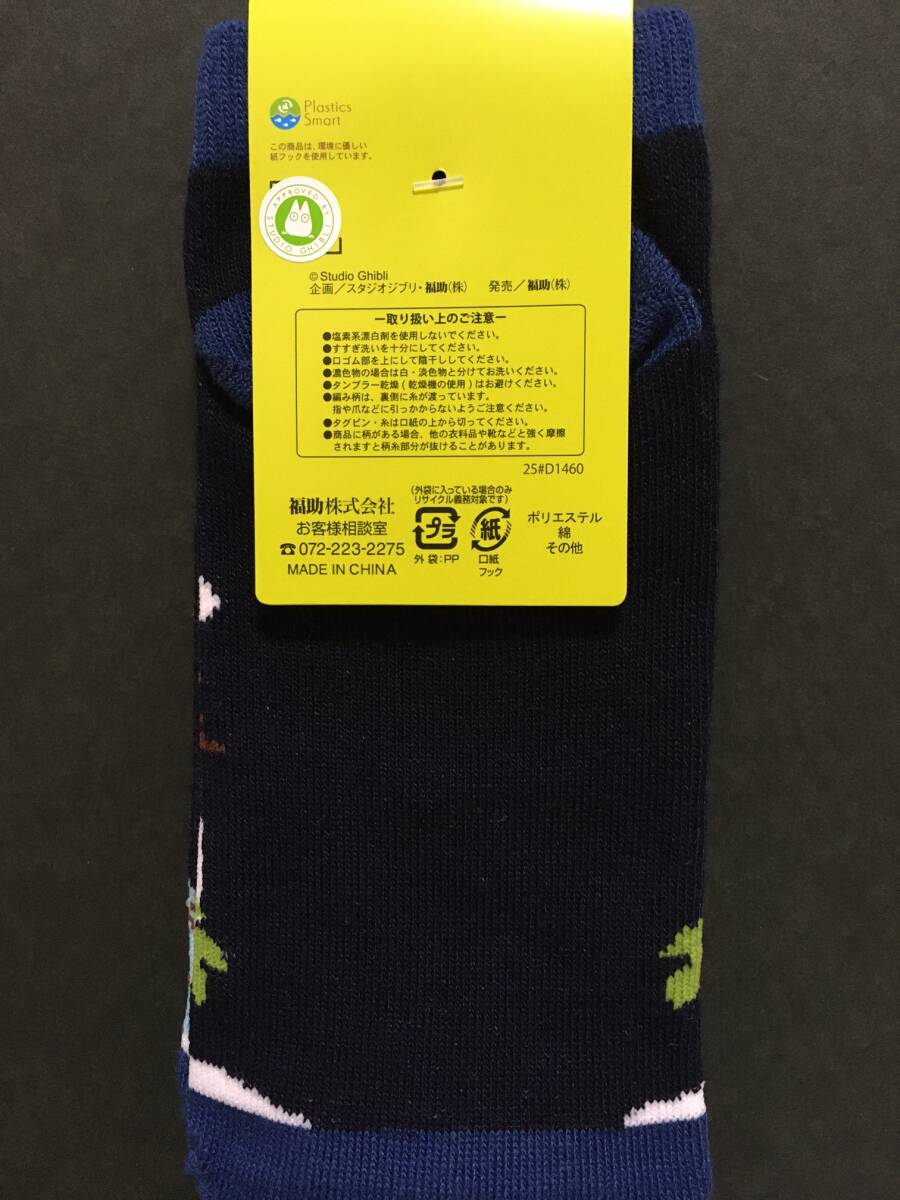 Plastics
Smart
この商品は、環境に優しい
紙フックを使用しています。
APPROVED BY
STUDIO GHIBLI
© Studio Ghibli
企画／スタジオジブリ・福助(株)　発売／福助(株)
ー取り扱い上のご注意ー
●塩素系漂白剤を使用しないでください。
●すすぎ洗いを十分にしてください。
●口ゴム部を上にして陰干ししてください。
●濃色物の場合は白・淡色物と分けてお洗いください。
●タンブラー乾燥(乾燥機の使用)はお避けください。
●編み柄は、裏側に糸が渡っています。
指や爪などに引っかからないようご注意ください。
●タグピン・糸は口紙の上から切ってください。
●商品に柄がある場合、他の衣料品や靴などと強く摩擦
されますと柄糸部分が抜けることがあります。
25#D1460
福助株式会社
お客様相談室
☎072-223-2275
MADE IN CHINA
(外袋に入っている場合のみ
リサイクル義務対象です)
プラ
外袋：PP
紙
口紙
フック
ポリエステル
綿
その他